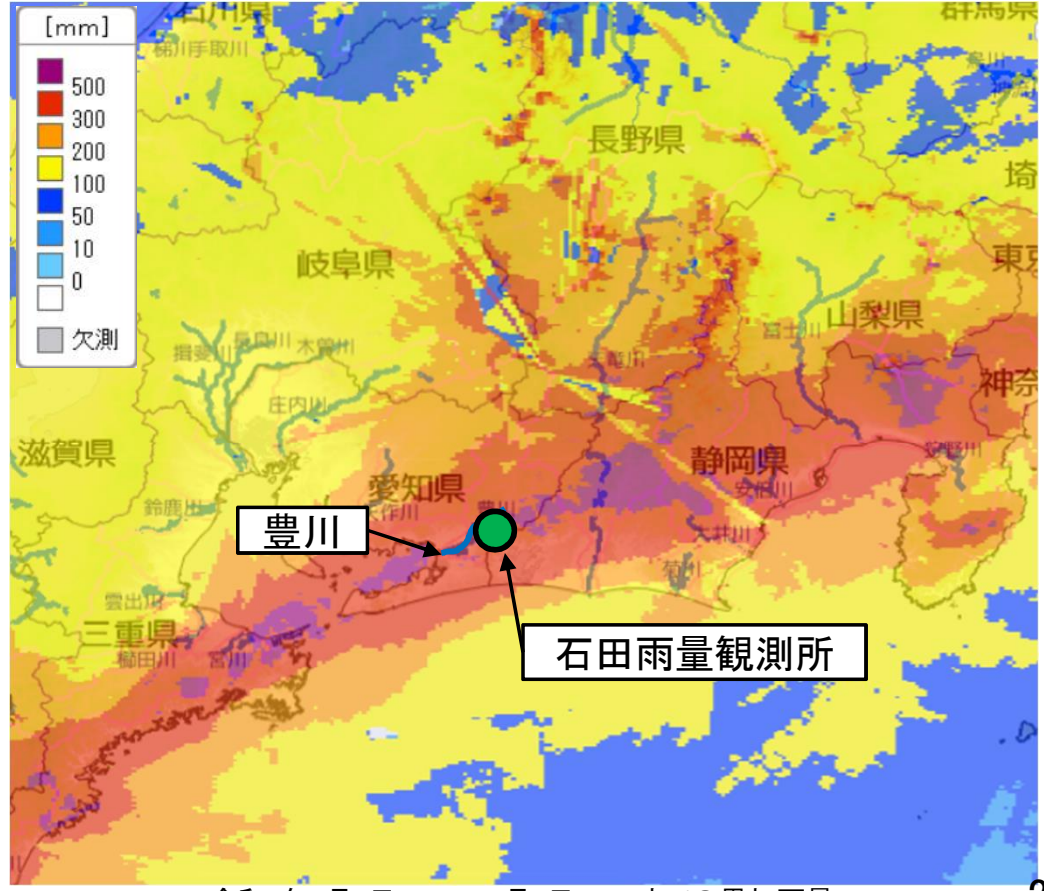 [mm]
500
300
200
100
50
10
0
欠測
石川県
群馬県
梯川手取川
烏川
長野県
埼
岐阜県
東京
山梨県
富士川
長良川
木曽川
揖斐川
天竜川
神奈
庄内川
滋賀県
静岡県
狩野川
愛知県
安倍川
鈴鹿川
矢作川
豊川
豊川
大井川
菊川
雲出川
三重県
櫛田川
宮川
石田雨量観測所